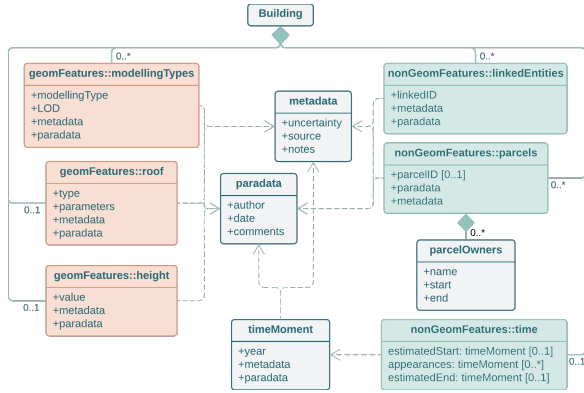 Building
0..*
0..*
geomFeatures::modellingTypes
+modellingType
+LOD
+metadata
+paradata
metadata
+uncertainty
+source
+notes
nonGeomFeatures::linkedEntities
+linkedID
+metadata
+paradata
geomFeatures::roof
+type
+parameters
+metadata
+paradata
0..1
paradata
+author
+date
+comments
nonGeomFeatures::parcels
+parcelID [0..1]
+paradata
+metadata
0..*
0..*
parcelOwners
+name
+start
+end
geomFeatures::height
+value
+metadata
+paradata
0..1
timeMoment
+year
+metadata
+paradata
nonGeomFeatures::time
estimatedStart: timeMoment [0..1]
appearances: timeMoment [0..*]
estimatedEnd: timeMoment [0..1]
0..1